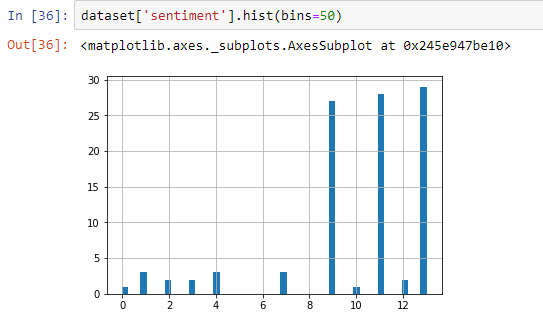 In [36]: dataset['sentiment'].hist(bins=50)
Out[36]: <matplotlib.axes._subplots.AxesSubplot at 0x245e947be10>
30
25
20
15
10
5
0
0 2 4 6 8 10 12